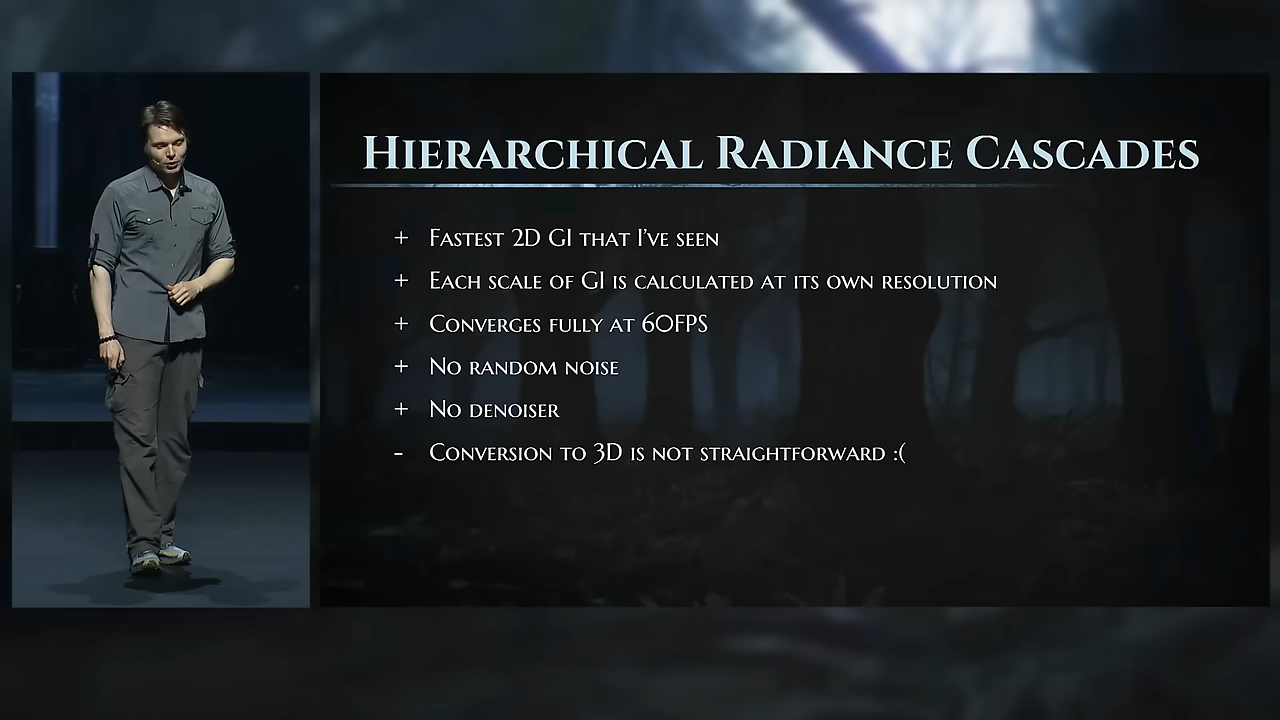 Hierarchical Radiance Cascades
+ Fastest 2D GI that I've seen
+ Each scale of GI is calculated at its own resolution
+ Converges fully at 60FPS
+ No random noise
+ No denoiser
- Conversion to 3D is not straightforward :(